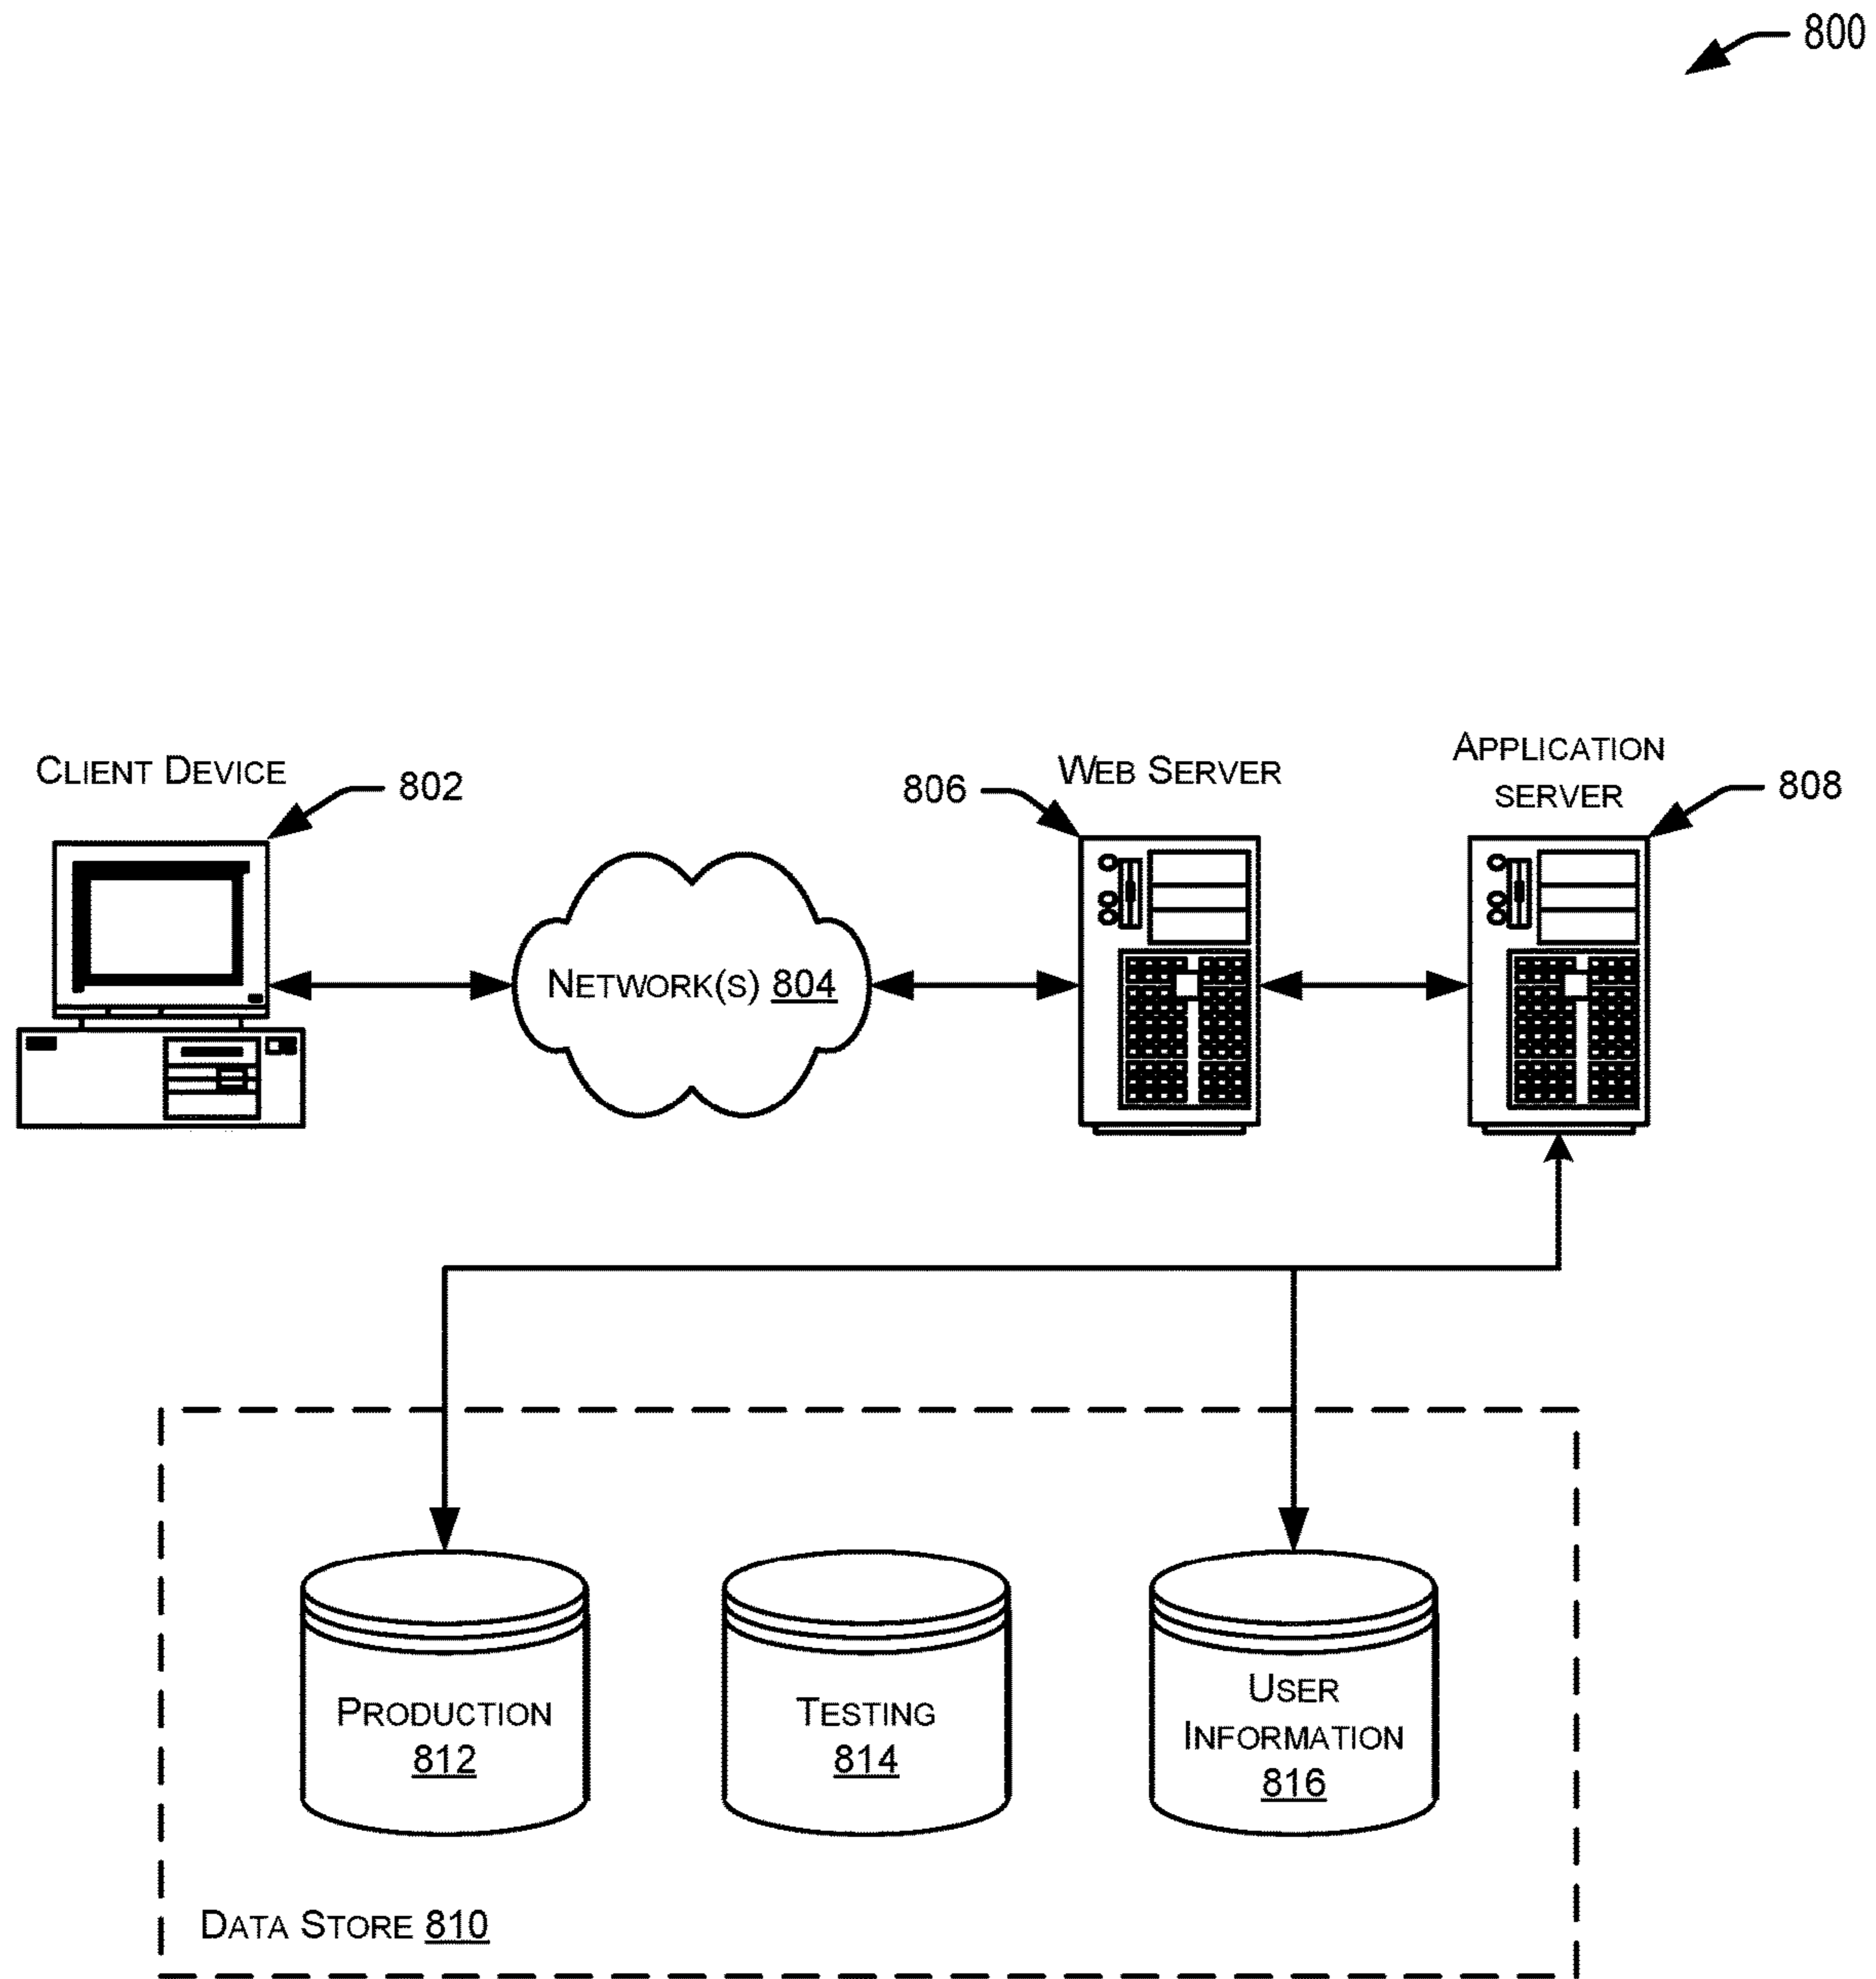 800
CLIENT DEVICE
802
806
WEB SERVER
APPLICATION
SERVER
808
NETWORK(S) 804
PRODUCTION
812
TESTING
814
USER
INFORMATION
816
DATA STORE 810